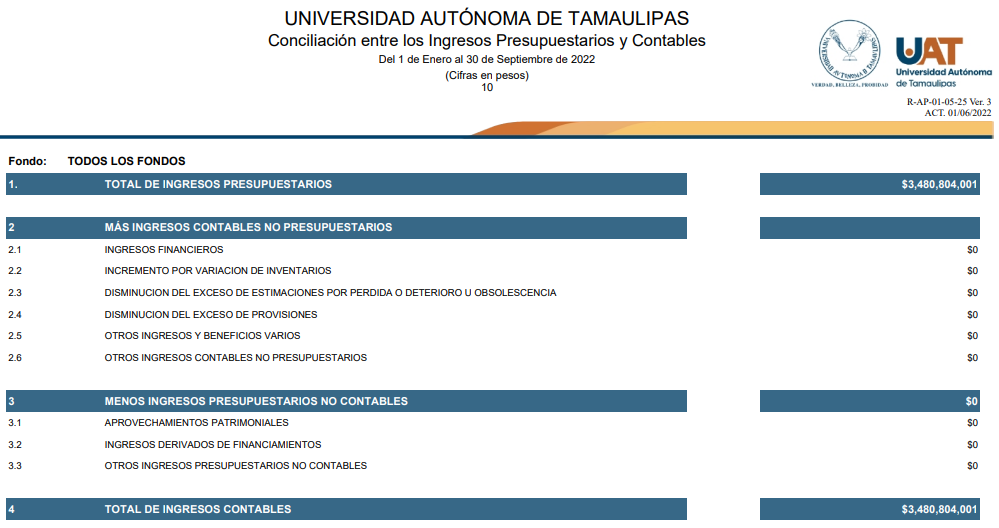 UNIVERSIDAD AUTÓNOMA DE TAMAULIPAS
Conciliación entre los Ingresos Presupuestarios y Contables
Del 1 de Enero al 30 de Septiembre de 2022
(Cifras en pesos)
10
UNIVERSIDAD AUTONOMA DE TAMAULIPAS
VERDAD, BELLEZA, PROBIDAD
UAT
Universidad Autónoma
de Tamaulipas
R-AP-01-05-25 Ver. 3
ACT. 01/06/2022
Fondo: TODOS LOS FONDOS
1. TOTAL DE INGRESOS PRESUPUESTARIOS $3,480,804,001
2 MÁS INGRESOS CONTABLES NO PRESUPUESTARIOS
2.1 INGRESOS FINANCIEROS $0
2.2 INCREMENTO POR VARIACION DE INVENTARIOS $0
2.3 DISMINUCION DEL EXCESO DE ESTIMACIONES POR PERDIDA O DETERIORO U OBSOLESCENCIA $0
2.4 DISMINUCION DEL EXCESO DE PROVISIONES $0
2.5 OTROS INGRESOS Y BENEFICIOS VARIOS $0
2.6 OTROS INGRESOS CONTABLES NO PRESUPUESTARIOS $0
3 MENOS INGRESOS PRESUPUESTARIOS NO CONTABLES $0
3.1 APROVECHAMIENTOS PATRIMONIALES $0
3.2 INGRESOS DERIVADOS DE FINANCIAMIENTOS $0
3.3 OTROS INGRESOS PRESUPUESTARIOS NO CONTABLES $0
4 TOTAL DE INGRESOS CONTABLES $3,480,804,001